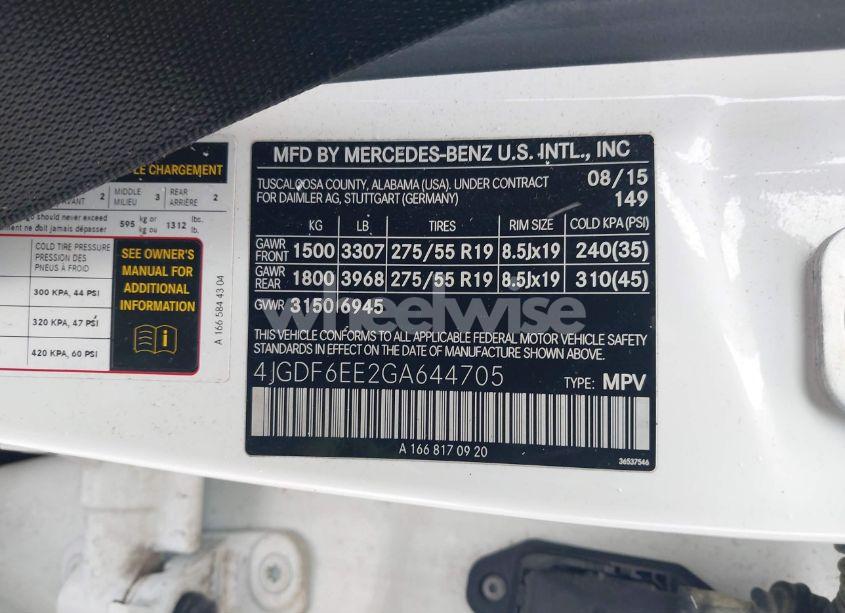 LE CHARGEMENT
AVANT 2 MIDDLE MILIEU 3 REAR ARRIERE 2
should never exceed
ne doit jamais dépasser
595 kg or kg ou 1312 lbs. lb.
COLD TIRE PRESSURE
PRESSION DES
PNEUS À FROID
300 KPA, 44 PSI
320 KPA, 47 PSI
420 KPA, 60 PSI
SEE OWNER'S
MANUAL FOR
ADDITIONAL
INFORMATION
A 166 584 43 04
MFD BY MERCEDES-BENZ U.S. INTL., INC
TUSCALOOSA COUNTY, ALABAMA (USA). UNDER CONTRACT 08/15
FOR DAIMLER AG, STUTTGART (GERMANY) 149
KG LB TIRES RIM SIZE COLD KPA (PSI)
GAWR FRONT 1500 3307 275/55 R19 8.5Jx19 240(35)
GAWR REAR 1800 3968 275/55 R19 8.5Jx19 310(45)
GVWR 3150 6945
wheelwise
THIS VEHICLE CONFORMS TO ALL APPLICABLE FEDERAL MOTOR VEHICLE SAFETY
STANDARDS IN EFFECT ON THE DATE OF MANUFACTURE SHOWN ABOVE.
4JGDF6EE2GA644705 TYPE: MPV
A 166 817 09 20
36537546